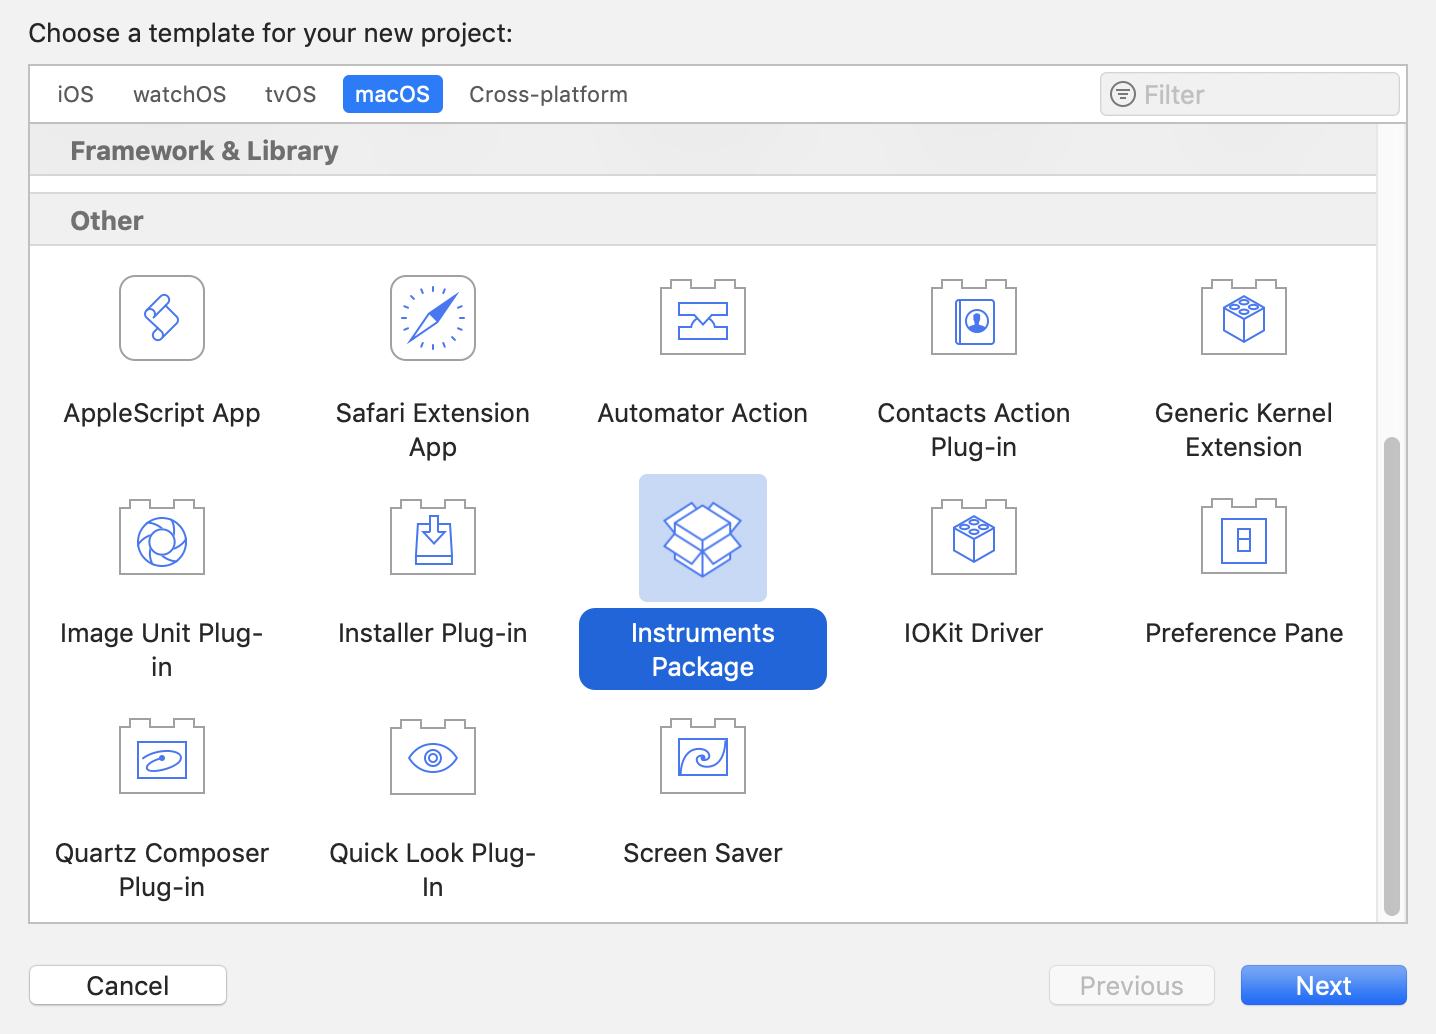 Choose a template for your new project:
iOS watchOS tvOS macOS Cross-platform Filter
Framework & Library
Other
AppleScript App
Safari Extension
App
Automator Action
Contacts Action
Plug-in
Generic Kernel
Extension
Image Unit Plug-
in
Installer Plug-in
Instruments
Package
IOKit Driver
Preference Pane
Quartz Composer
Plug-in
Quick Look Plug-
In
Screen Saver
Cancel Previous Next